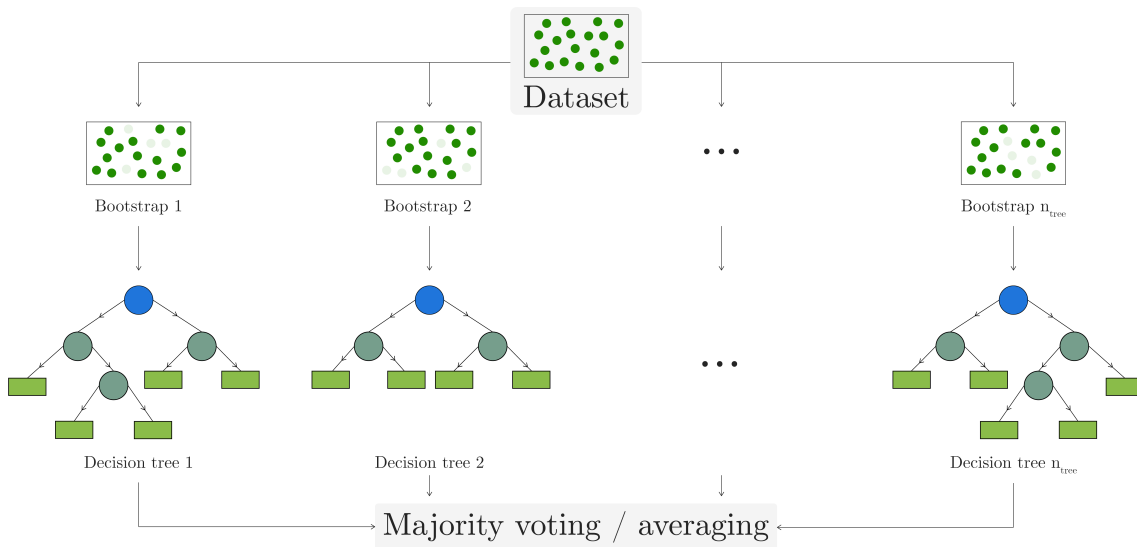 Dataset
...
Bootstrap 1
Bootstrap 2
Bootstrap n_tree
...
Decision tree 1
Decision tree 2
Decision tree n_tree
Majority voting / averaging